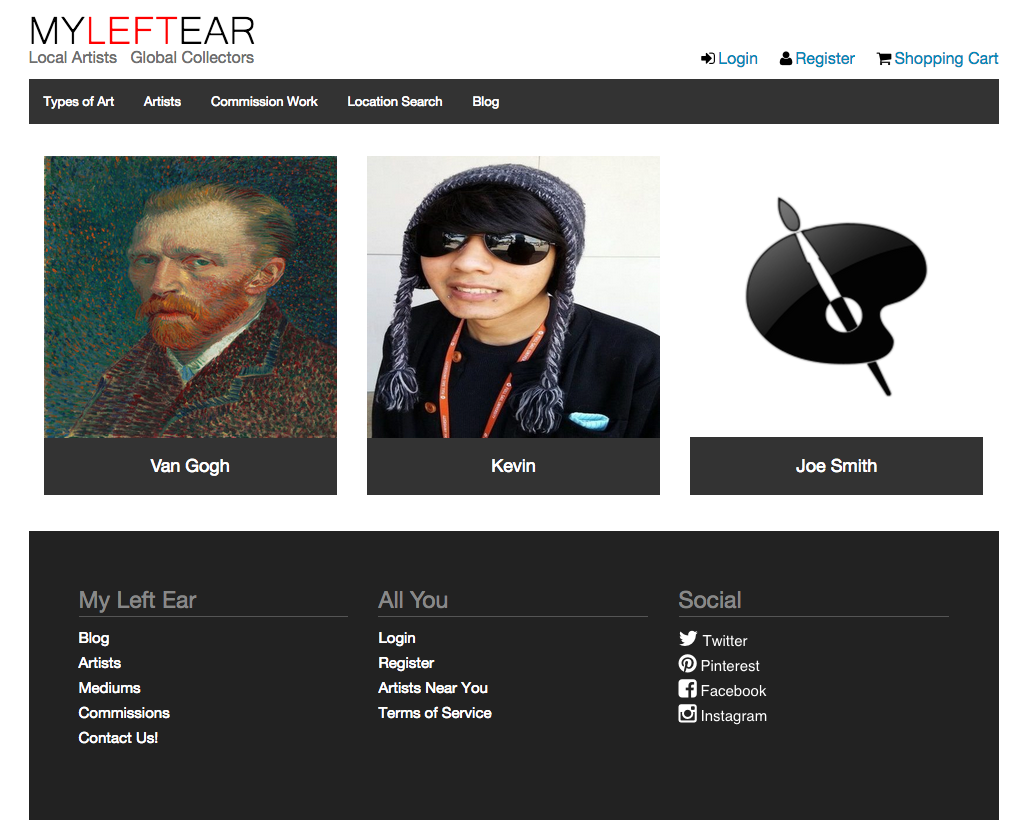 MYLEFTEAR
Local Artists Global Collectors
Login Register Shopping Cart
Types of Art Artists Commission Work Location Search Blog
Van Gogh
Kevin
Joe Smith
My Left Ear
Blog
Artists
Mediums
Commissions
Contact Us!
All You
Login
Register
Artists Near You
Terms of Service
Social
Twitter
Pinterest
Facebook
Instagram